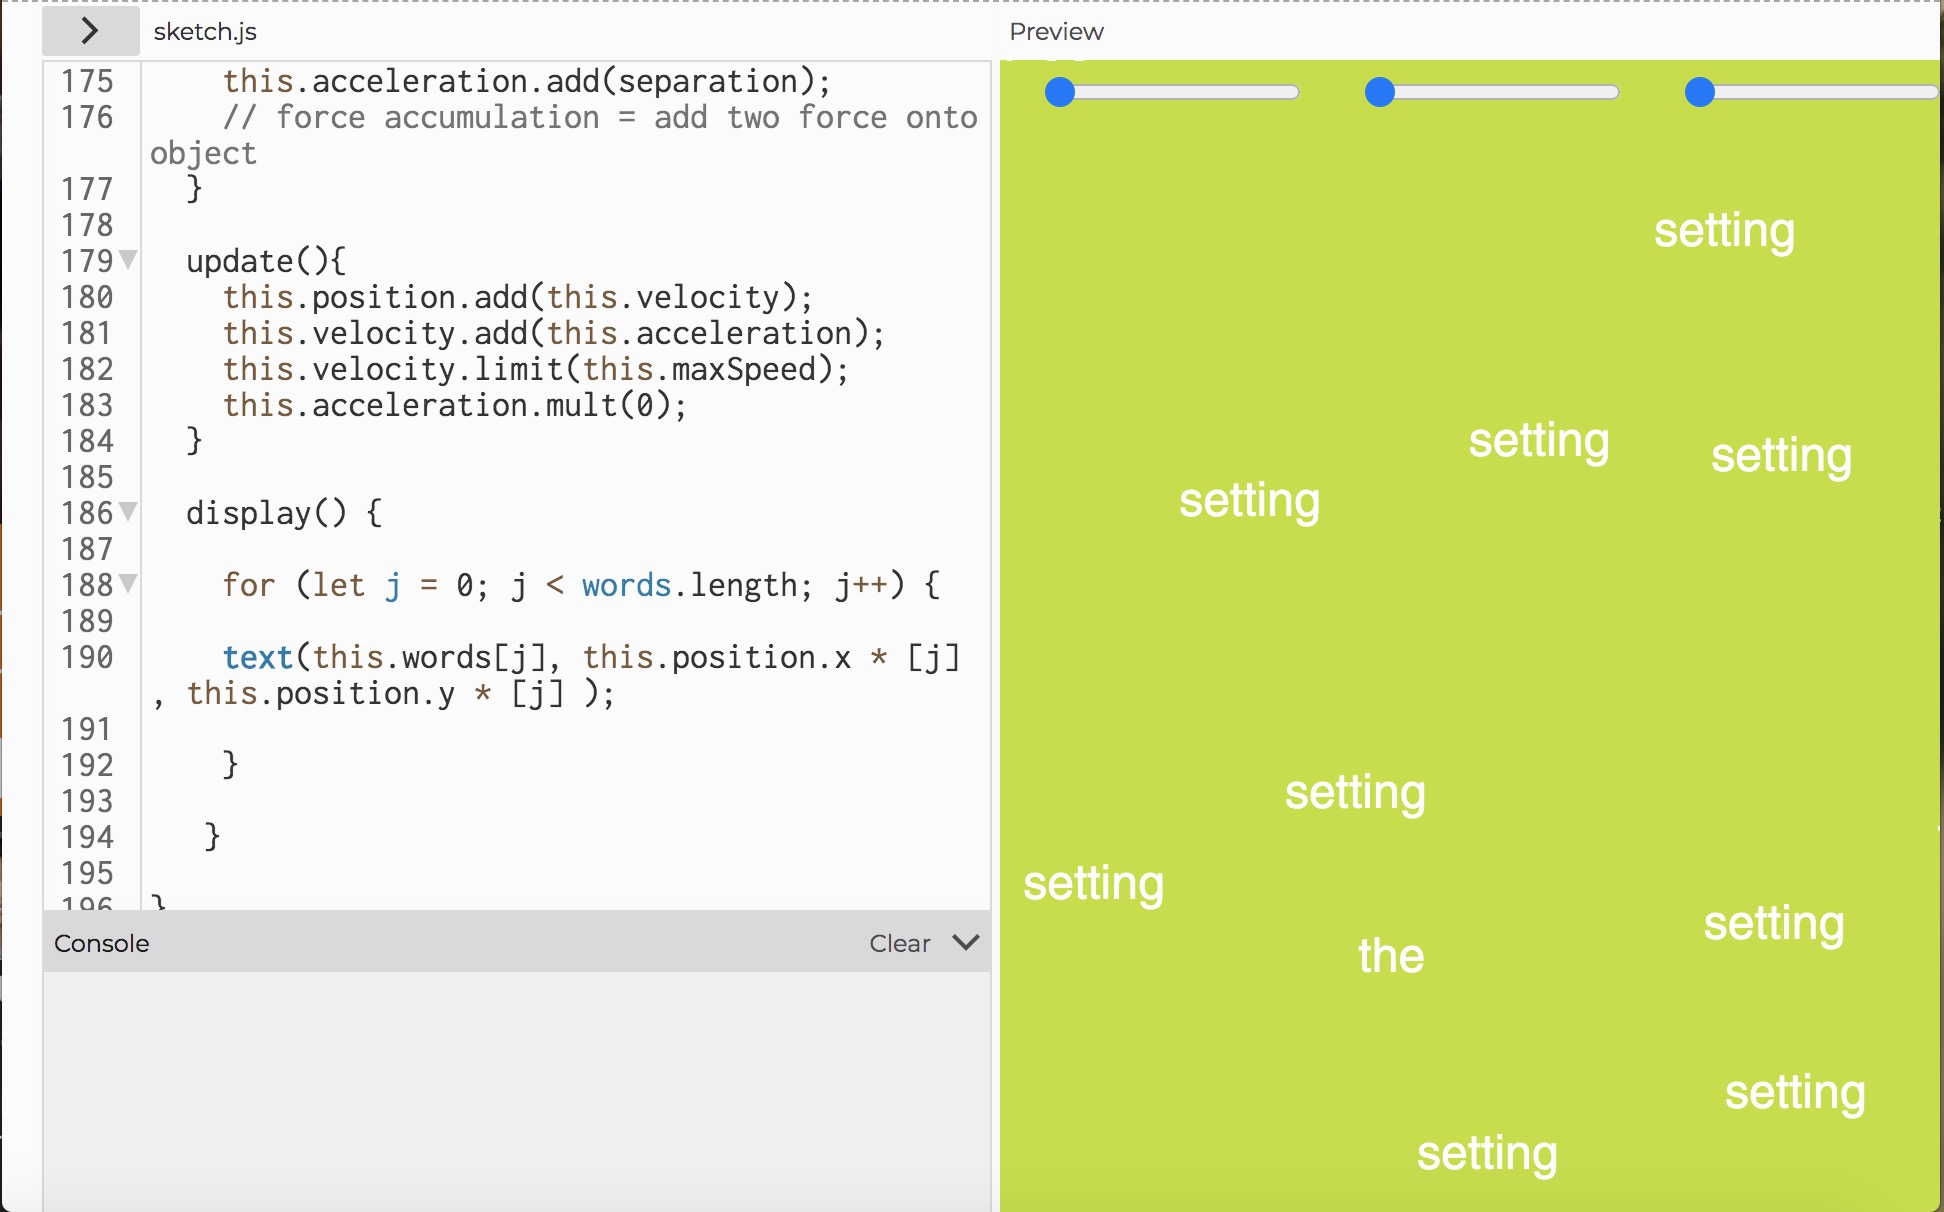 sketch.js
Preview
175 this.acceleration.add(separation);
176 // force accumulation = add two force onto
object
177 }
178
179 update(){
180 this.position.add(this.velocity);
181 this.velocity.add(this.acceleration);
182 this.velocity.limit(this.maxSpeed);
183 this.acceleration.mult(0);
184 }
185
186 display() {
187
188 for (let j = 0; j < words.length; j++) {
189
190 text(this.words[j], this.position.x * [j]
, this.position.y * [j] );
191
192 }
193
194 }
195
196 }
Console
Clear
setting
setting
setting
setting
setting
setting
setting
the
setting
setting